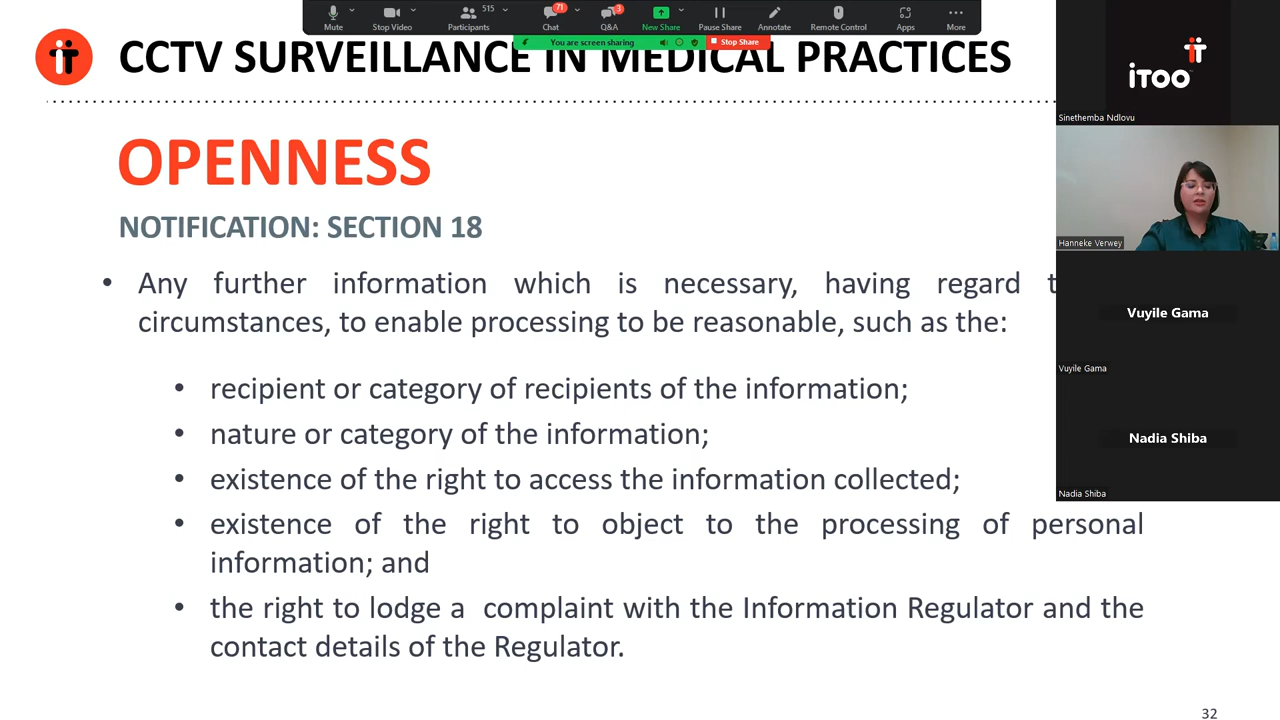 515
71
3
Mute
Stop Video
Participants
Chat
Q&A
New Share
Pause Share
Annotate
Remote Control
Apps
More
You are screen sharing
Stop Share
CCTV SURVEILLANCE IN MEDICAL PRACTICES
iTOO
Sinethemba Ndlovu
OPENNESS
NOTIFICATION: SECTION 18
Hanneke Verwey
• Any further information which is necessary, having regard t
circumstances, to enable processing to be reasonable, such as the:
Vuyile Gama
Vuyile Gama
• recipient or category of recipients of the information;
• nature or category of the information;
Nadia Shiba
• existence of the right to access the information collected;
Nadia Shiba
• existence of the right to object to the processing of personal
information; and
• the right to lodge a complaint with the Information Regulator and the
contact details of the Regulator.
32